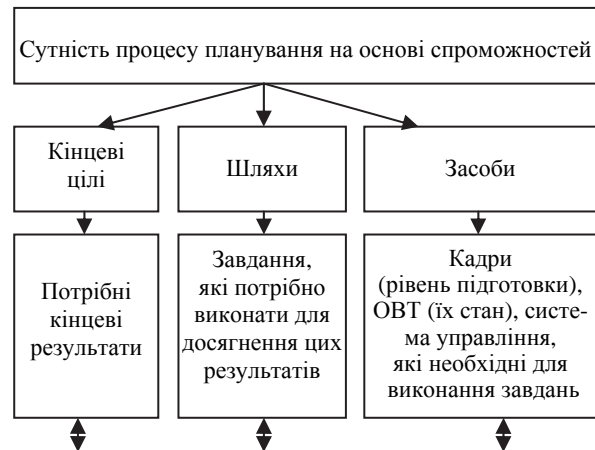 Сутність процесу планування на основі спроможностей
Кінцеві
цілі
Шляхи
Засоби
Потрібні
кінцеві
результати
Завдання,
які потрібно
виконати для
досягнення цих
результатів
Кадри
(рівень підготовки),
ОВТ (їх стан), систе-
ма управління,
які необхідні для
виконання завдань